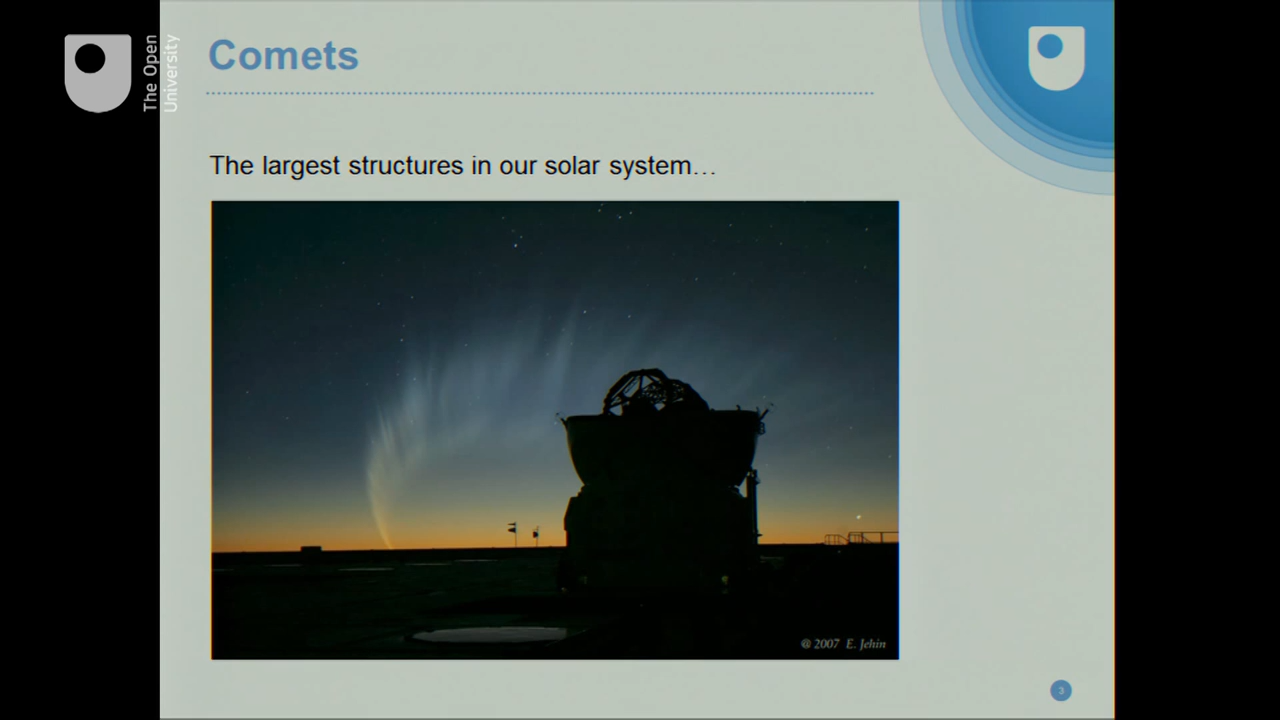 The Open
University
Comets
The largest structures in our solar system…
@ 2007 E. Jehin
3